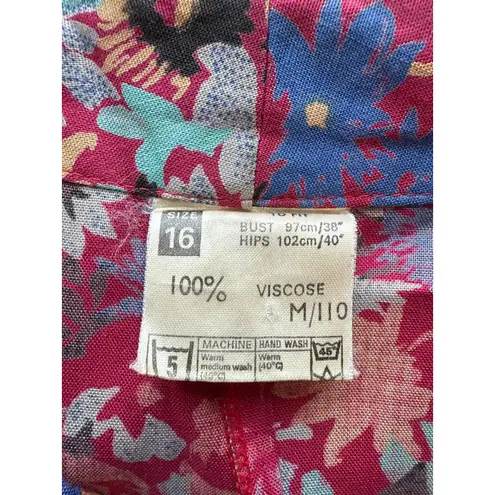 SIZE
16
BUST 97cm/38"
HIPS 102cm/40"
100% VISCOSE
M/110
5
MACHINE HAND WASH
Warm Warm
medium wash (40°C)
(40°C)